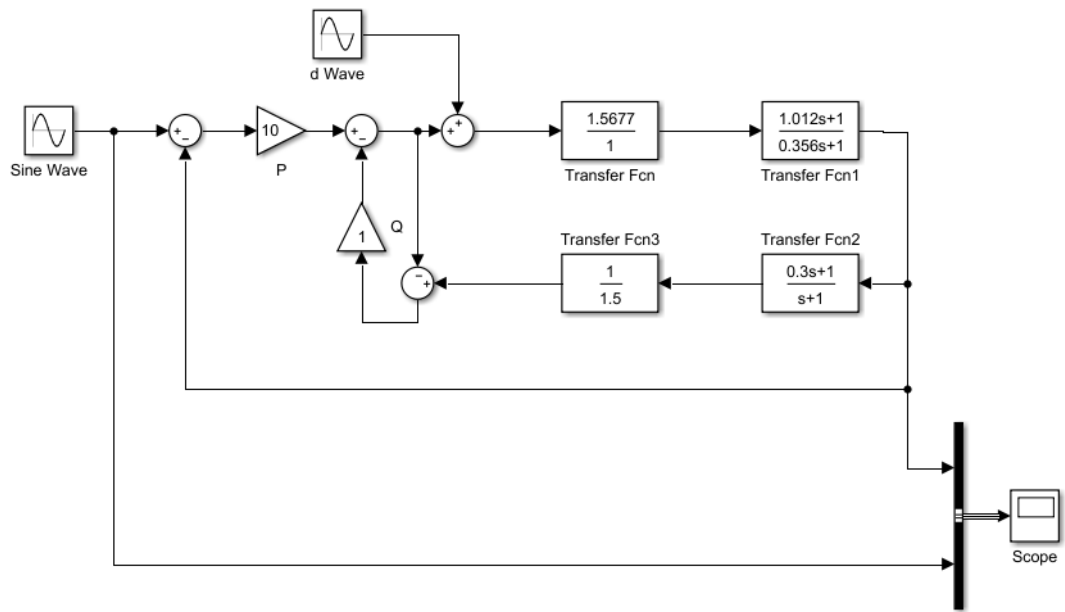 d Wave
Sine Wave
+
−
10
P
+
−
+
+
1.5677
1
Transfer Fcn
1.012s+1
0.356s+1
Transfer Fcn1
1
Q
−
+
Transfer Fcn3
1
1.5
Transfer Fcn2
0.3s+1
s+1
Scope